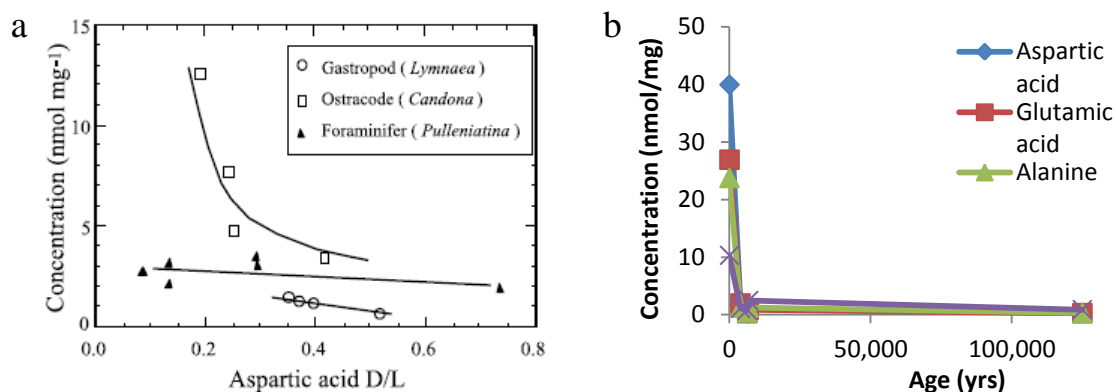 a
15
10
5
0
Concentration (nmol mg-1)
Gastropod ( Lymnaea )
Ostracode ( Candona )
Foraminifer ( Pulleniatina )
0.0 0.2 0.4 0.6 0.8
Aspartic acid D/L
b
50
40
30
20
10
0
Concentration (nmol/mg)
Aspartic
acid
Glutamic
acid
Alanine
0 50,000 100,000
Age (yrs)